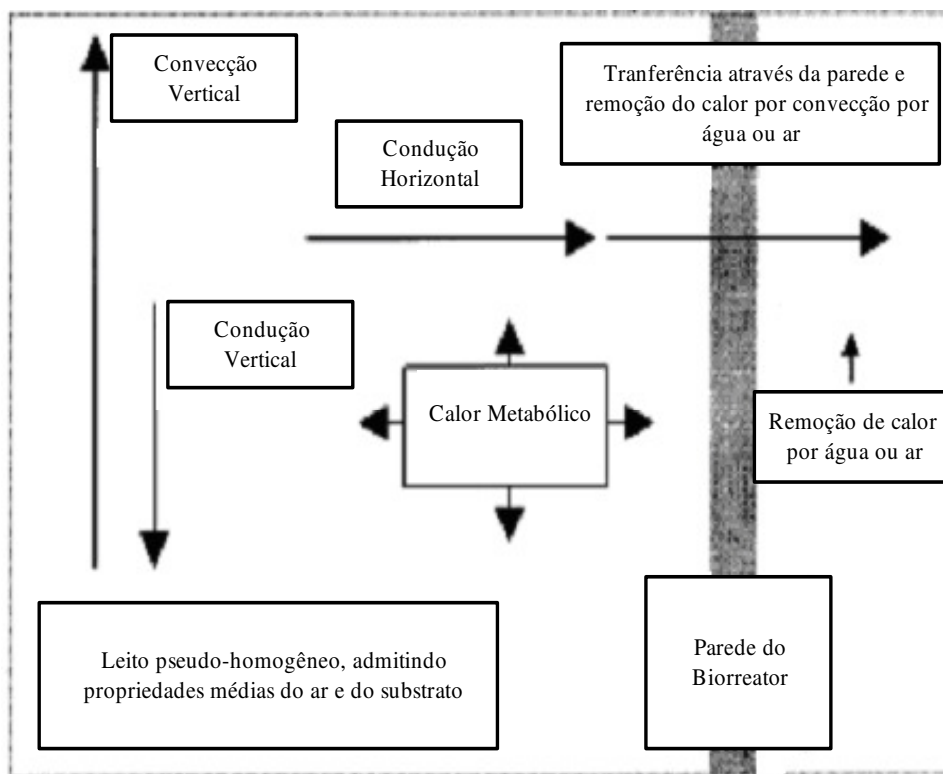 Convecção
Vertical
Tranferência através da parede e
remoção do calor por convecção por
água ou ar
Condução
Horizontal
Condução
Vertical
Calor Metabólico
Remoção de calor
por água ou ar
Leito pseudo-homogêneo, admitindo
propriedades médias do ar e do substrato
Parede do
Biorreator